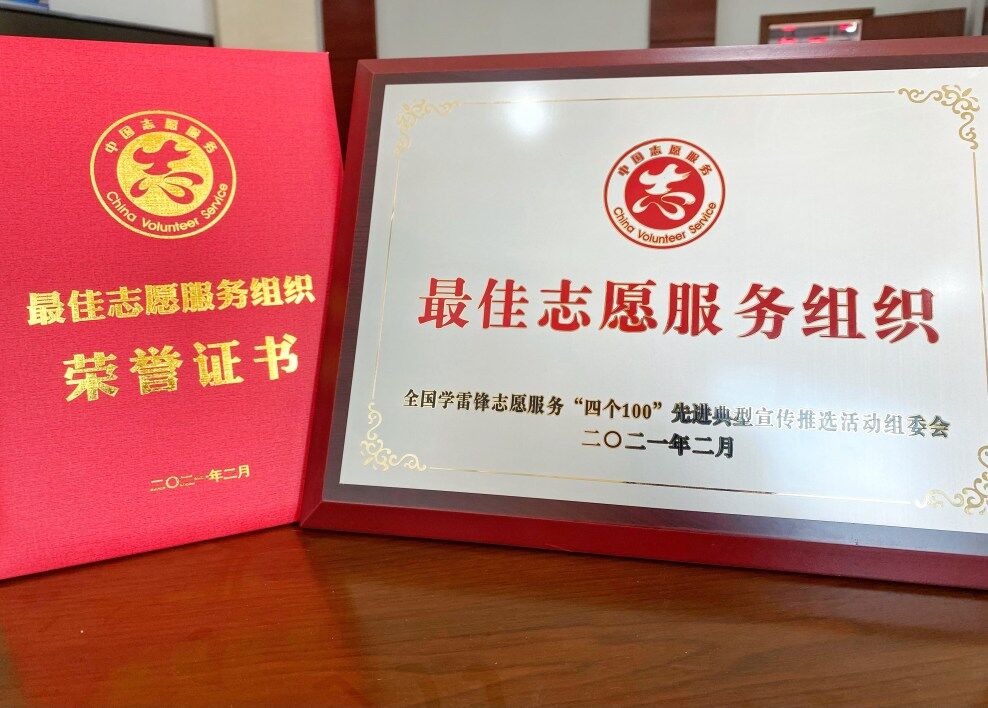 中国志愿服务
China Volunteer Service
最佳志愿服务组织
荣誉证书
二〇二一年二月
中国志愿服务
China Volunteer Service
最佳志愿服务组织
全国学雷锋志愿服务“四个100”先进典型宣传推选活动组委会
二〇二一年二月